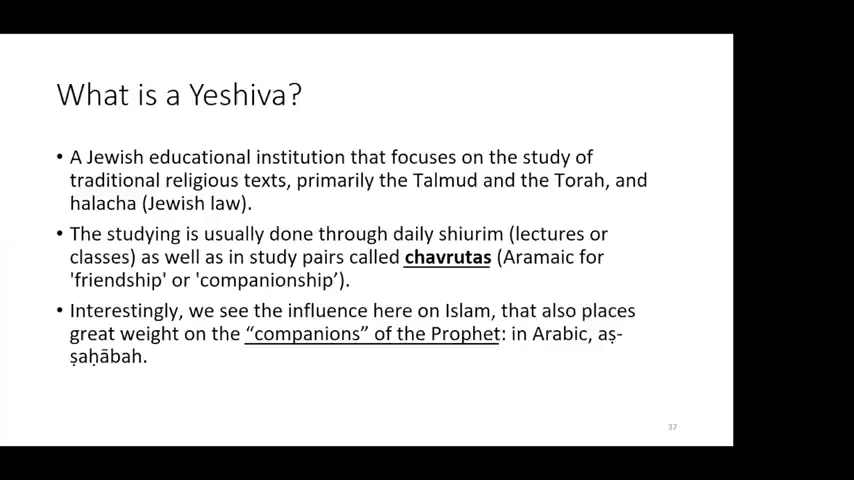 What is a Yeshiva?
• A Jewish educational institution that focuses on the study of
traditional religious texts, primarily the Talmud and the Torah, and
halacha (Jewish law).
• The studying is usually done through daily shiurim (lectures or
classes) as well as in study pairs called chavrutas (Aramaic for
'friendship' or 'companionship’).
• Interestingly, we see the influence here on Islam, that also places
great weight on the “companions” of the Prophet: in Arabic, aṣ-
ṣaḥābah.
37